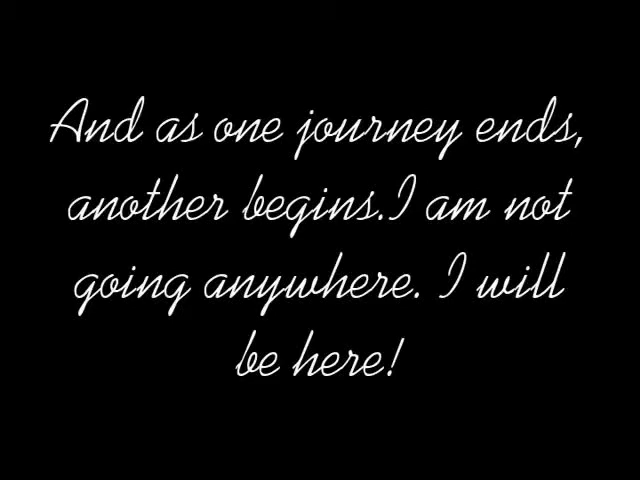 And as one journey ends,
another begins.I am not
going anywhere. I will
be here!